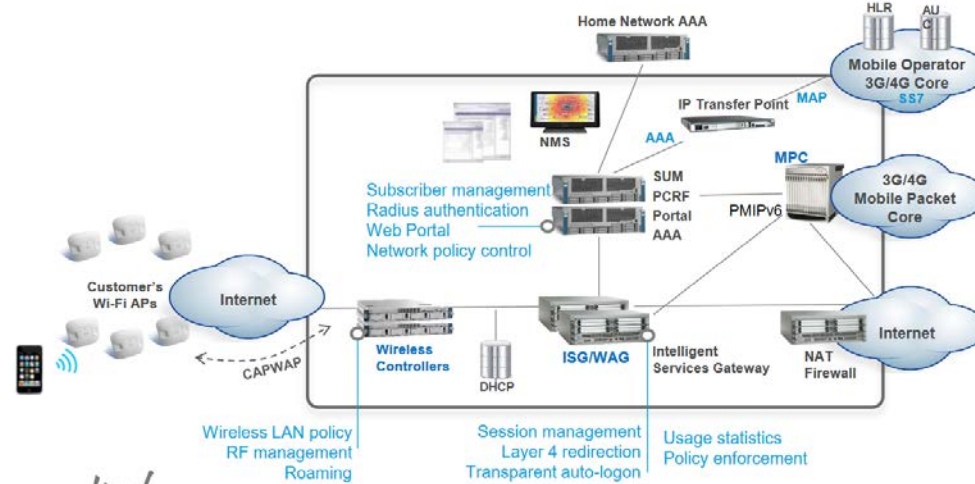 HLR
AU
C
Home Network AAA
Mobile Operator
3G/4G Core
SS7
MAP
IP Transfer Point
NMS
AAA
MPC
SUM
PCRF
Portal
AAA
PMIPv6
3G/4G
Mobile Packet
Core
Subscriber management
Radius authentication
Web Portal
Network policy control
Customer's
Wi-Fi APs
Internet
CAPWAP
Wireless
Controllers
DHCP
ISG/WAG
Intelligent
Services Gateway
NAT
Firewall
Internet
Wireless LAN policy
RF management
Roaming
Session management
Layer 4 redirection
Transparent auto-logon
Usage statistics
Policy enforcement